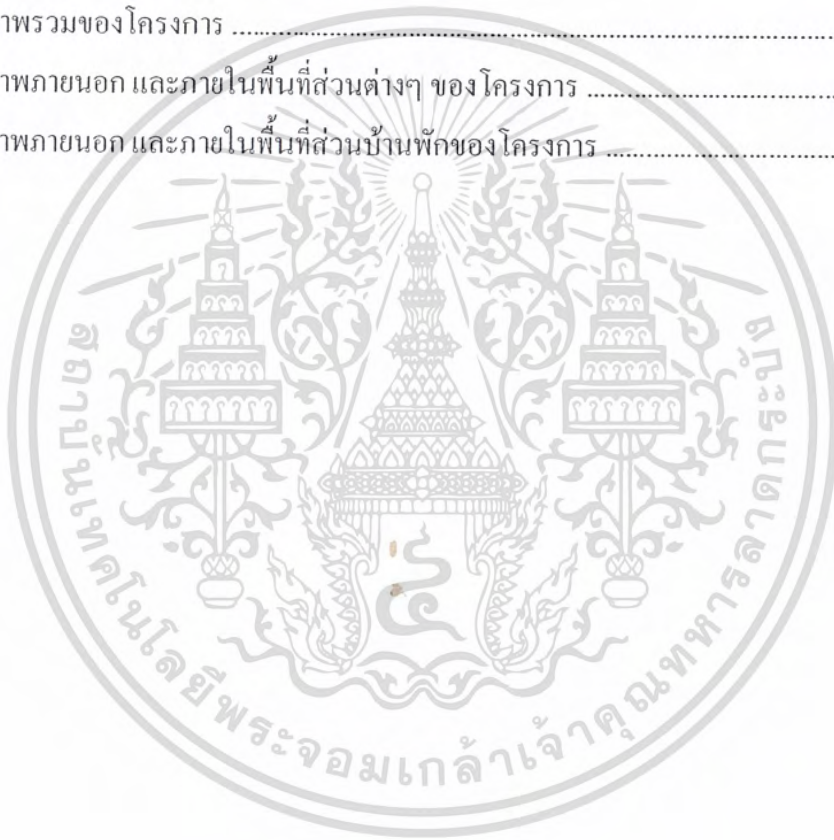 าพรวมของโครงการ ..........................................................
าพภายนอก และภายในพื้นที่ส่วนต่างๆ ของโครงการ ..............................
าพภายนอก และภายในพื้นที่ส่วนบ้านพักของโครงการ ............................
สถาบันเทคโนโลยีพระจอมเกล้าเจ้าคุณทหารลาดกระบัง
๔